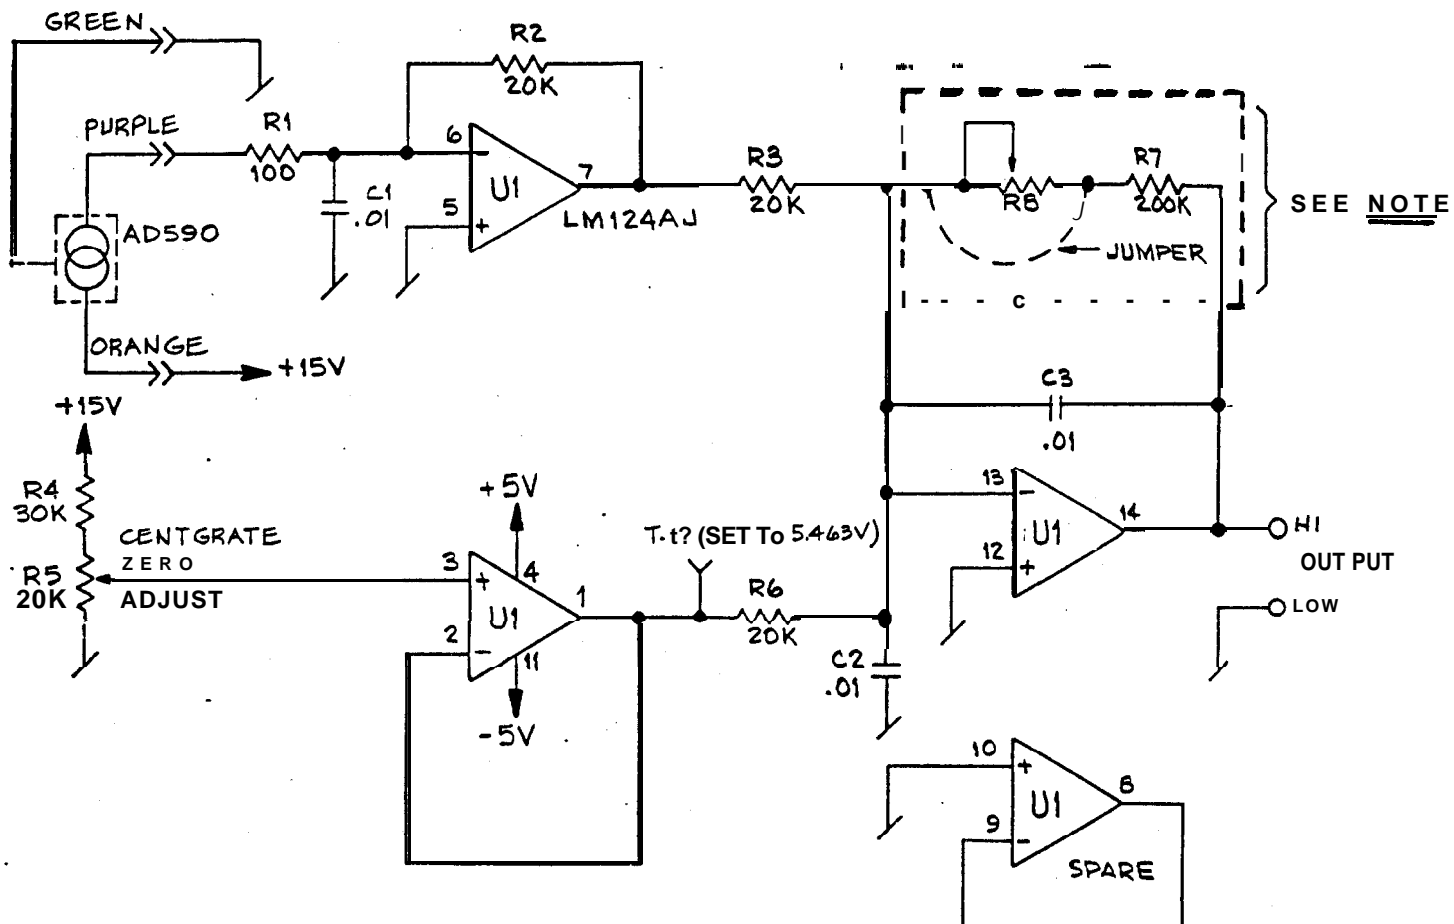 GREEN
R2
20K
PURPLE
R1
100
6
5
U1
7
LM124AJ
C1
.01
R3
20K
R8
R7
200K
JUMPER
SEE NOTE
C
AD590
ORANGE
+15V
+15V
R4
30K
R5
20K
CENTGRATE
ZERO
ADJUST
+5V
3
4
2
U1
1
11
-5V
(SET To 5.463V)
R6
20K
C2
.01
C3
.01
13
12
U1
14
HI
OUT PUT
LOW
10
9
U1
8
SPARE